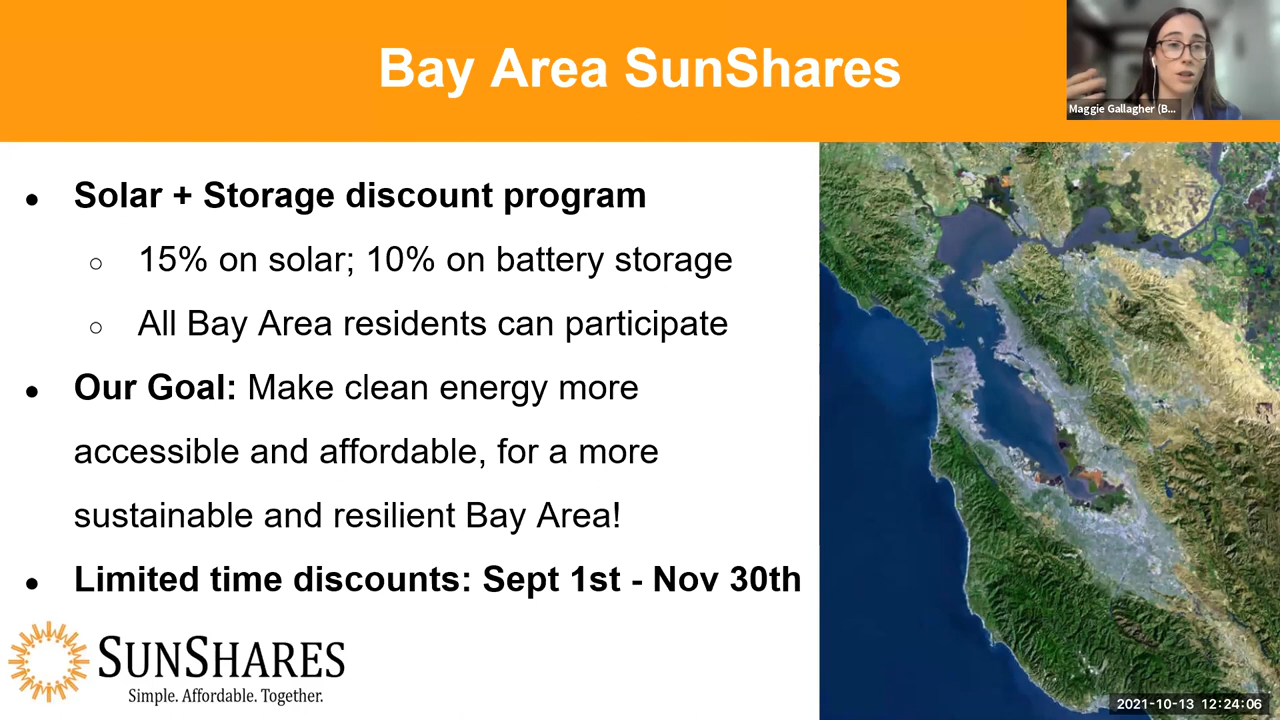 Bay Area SunShares
Maggie Gallagher (B...
● Solar + Storage discount program
○ 15% on solar; 10% on battery storage
○ All Bay Area residents can participate
● Our Goal: Make clean energy more
accessible and affordable, for a more
sustainable and resilient Bay Area!
● Limited time discounts: Sept 1st - Nov 30th
SUNSHARES
Simple. Affordable. Together.
2021-10-13 12:24:06